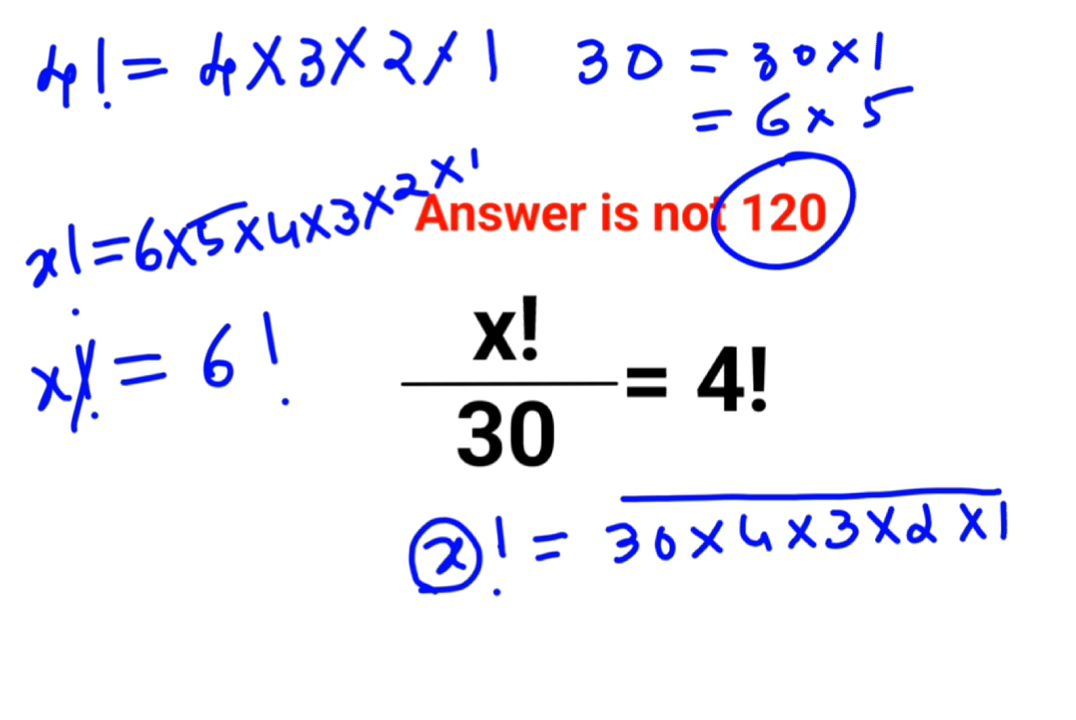 4! = 4 × 3 × 2 × 1
30 = 30 × 1
= 6 × 5
x! = 6 × 5 × 4 × 3 × 2 × 1
Answer is not 120
x! = 6!
x!
30
= 4!
x! = 30 × 4 × 3 × 2 × 1